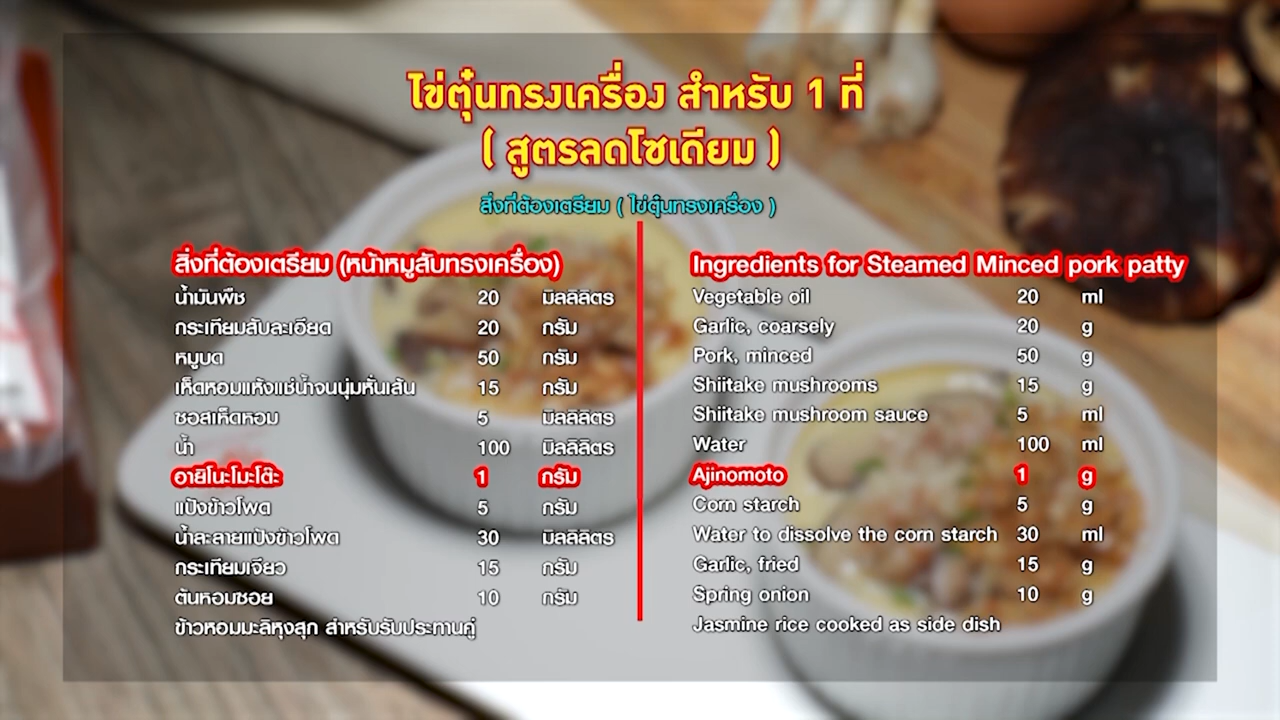 ไข่ตุ๋นทรงเครื่อง สำหรับ 1 ที่
( สูตรลดโซเดียม )
สิ่งที่ต้องเตรียม ( ไข่ตุ๋นทรงเครื่อง )
สิ่งที่ต้องเตรียม (หน้าหมูสับทรงเครื่อง)
น้ำมันพืช 20 มิลลิลิตร
กระเทียมสับละเอียด 20 กรัม
หมูบด 50 กรัม
เห็ดหอมแห้งแช่น้ำจนนุ่มหั่นเส้น 15 กรัม
ซอสเห็ดหอม 5 มิลลิลิตร
น้ำ 100 มิลลิลิตร
อายิโนะโมะโต๊ะ 1 กรัม
แป้งข้าวโพด 5 กรัม
น้ำละลายแป้งข้าวโพด 30 มิลลิลิตร
กระเทียมเจียว 15 กรัม
ต้นหอมซอย 10 กรัม
ข้าวหอมมะลิหุงสุก สำหรับรับประทานคู่
Ingredients for Steamed Minced pork patty
Vegetable oil 20 ml
Garlic, coarsely 20 g
Pork, minced 50 g
Shiitake mushrooms 15 g
Shiitake mushroom sauce 5 ml
Water 100 ml
Ajinomoto 1 g
Corn starch 5 g
Water to dissolve the corn starch 30 ml
Garlic, fried 15 g
Spring onion 10 g
Jasmine rice cooked as side dish